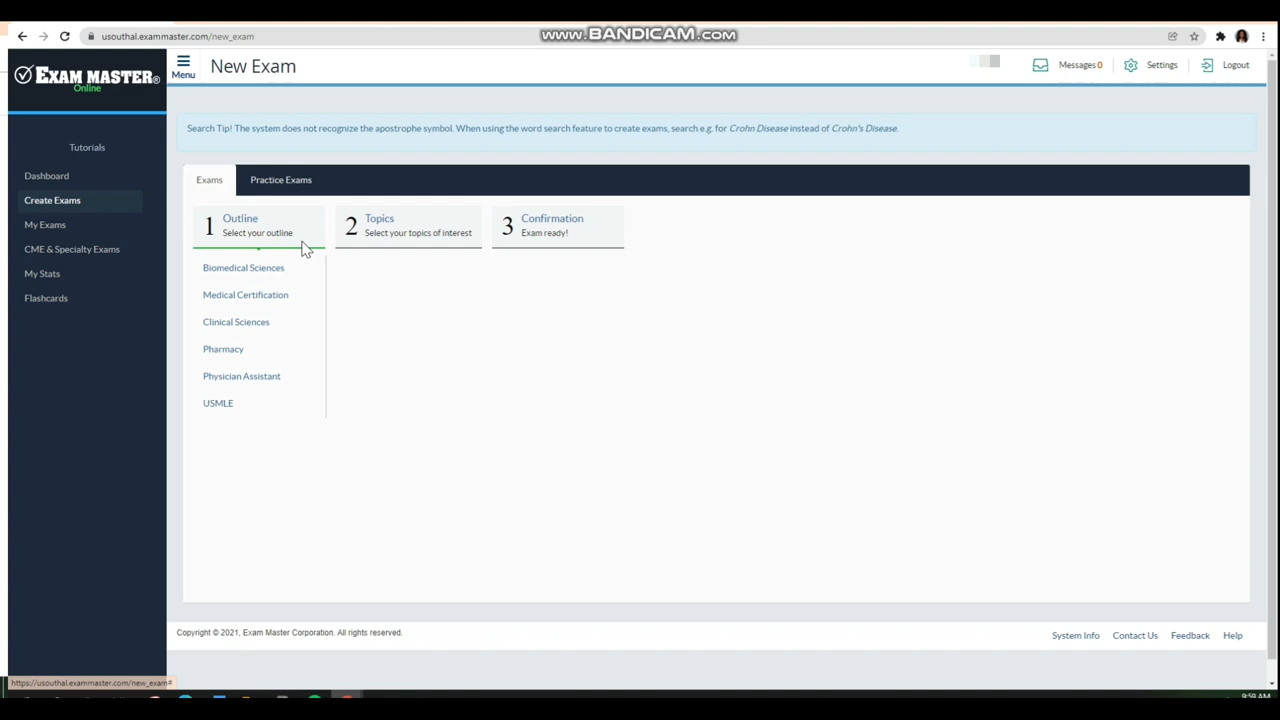 usouthal.exammaster.com/new_exam
www.BANDICAM.com
EXAM MASTER®
Online
Menu
New Exam
Messages 0
Settings
Logout
Search Tip! The system does not recognize the apostrophe symbol. When using the word search feature to create exams, search e.g. for Crohn Disease instead of Crohn's Disease.
Tutorials
Dashboard
Create Exams
My Exams
CME & Specialty Exams
My Stats
Flashcards
Exams
Practice Exams
1 Outline
Select your outline
2 Topics
Select your topics of interest
3 Confirmation
Exam ready!
Biomedical Sciences
Medical Certification
Clinical Sciences
Pharmacy
Physician Assistant
USMLE
Copyright © 2021, Exam Master Corporation. All rights reserved.
System Info
Contact Us
Feedback
Help
https://usouthal.exammaster.com/new_exam#
9:59 AM